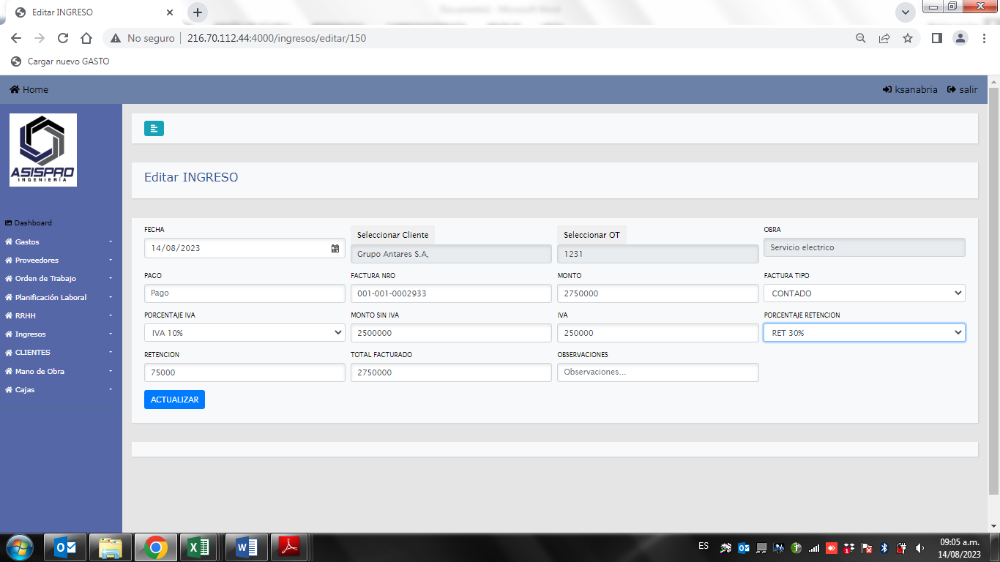 Editar INGRESO
No seguro
216.70.112.44:4000/ingresos/editar/150
Cargar nuevo GASTO
Home
ksanabria
salir
ASISPRO
INGENIERÍA
Dashboard
Gastos
Proveedores
Orden de Trabajo
Planificación Laboral
RRHH
Ingresos
CLIENTES
Mano de Obra
Cajas
Editar INGRESO
FECHA
14/08/2023
Seleccionar Cliente
Grupo Antares S.A,
Seleccionar OT
1231
OBRA
Servicio electrico
PAGO
Pago
FACTURA NRO
001-001-0002933
MONTO
2750000
FACTURA TIPO
CONTADO
PORCENTAJE IVA
IVA 10%
MONTO SIN IVA
2500000
IVA
250000
PORCENTAJE RETENCION
RET 30%
RETENCION
75000
TOTAL FACTURADO
2750000
OBSERVACIONES
Observaciones...
ACTUALIZAR
ES
09:05 a.m.
14/08/2023